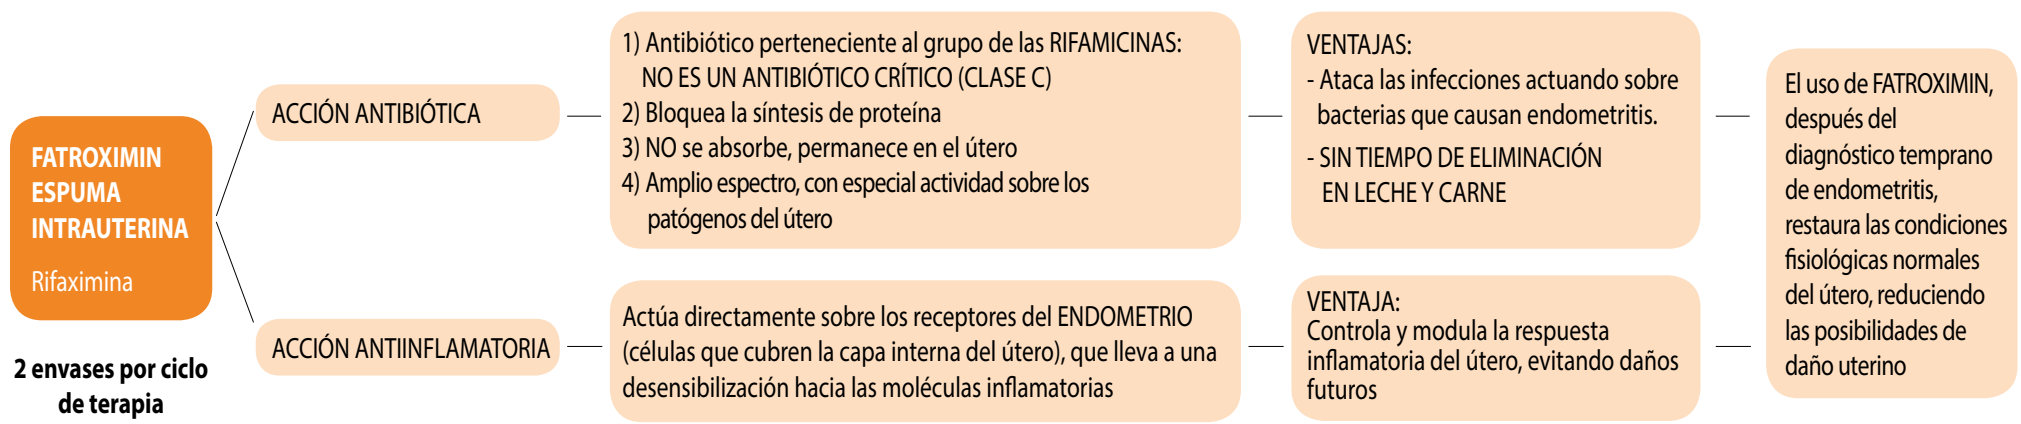 FATROXIMIN
ESPUMA
INTRAUTERINA
Rifaximina
2 envases por ciclo
de terapia
ACCIÓN ANTIBIÓTICA
1) Antibiótico perteneciente al grupo de las RIFAMICINAS:
NO ES UN ANTIBIÓTICO CRÍTICO (CLASE C)
2) Bloquea la síntesis de proteína
3) NO se absorbe, permanece en el útero
4) Amplio espectro, con especial actividad sobre los
patógenos del útero
VENTAJAS:
- Ataca las infecciones actuando sobre
bacterias que causan endometritis.
- SIN TIEMPO DE ELIMINACIÓN
EN LECHE Y CARNE
ACCIÓN ANTIINFLAMATORIA
Actúa directamente sobre los receptores del ENDOMETRIO
(células que cubren la capa interna del útero), que lleva a una
desensibilización hacia las moléculas inflamatorias
VENTAJA:
Controla y modula la respuesta
inflamatoria del útero, evitando daños
futuros
El uso de FATROXIMIN,
después del
diagnóstico temprano
de endometritis,
restaura las condiciones
fisiológicas normales
del útero, reduciendo
las posibilidades de
daño uterino